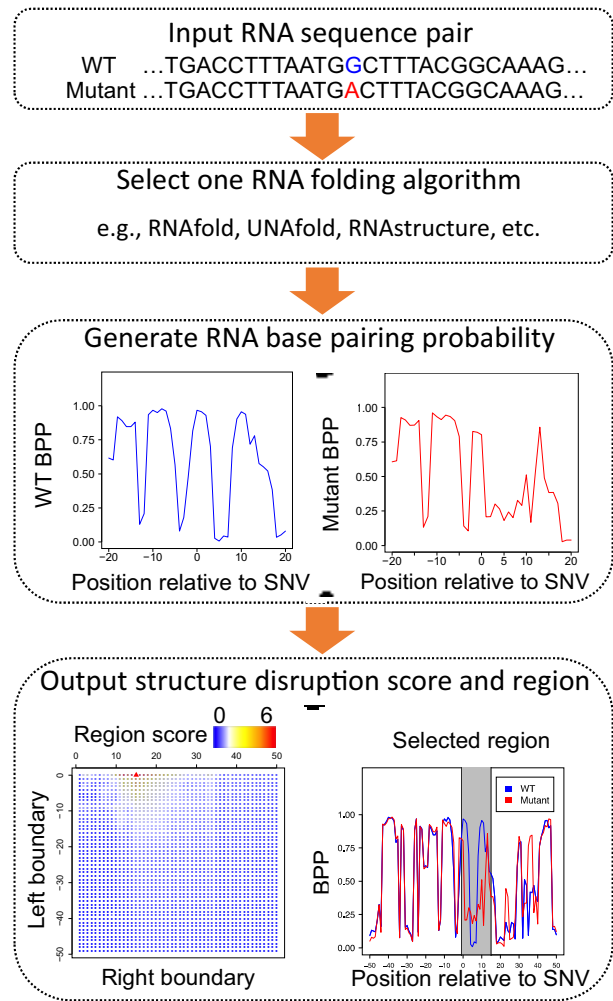 Input RNA sequence pair
WT …TGACCTTTAATGGCTTTACGGCAAAG…
Mutant …TGACCTTTAATGACTTTACGGCAAAG…
Select one RNA folding algorithm
e.g., RNAfold, UNAfold, RNAstructure, etc.
Generate RNA base pairing probability
WT BPP
1.00
0.75
0.50
0.25
0.00
−20 −10 0 10 20
Position relative to SNV
Mutant BPP
1.00
0.75
0.50
0.25
0.00
−20 −10 0 5 10 20
Position relative to SNV
Output structure disruption score and region
0 6
Region score
0 10 20 30 40 50
Left boundary
0
−10
−20
−30
−40
−50
Right boundary
Selected region
WT
Mutant
BPP
1.00
0.75
0.50
0.25
0.00
−50 −40 −30 −20 −10 0 10 20 30 40 50
Position relative to SNV